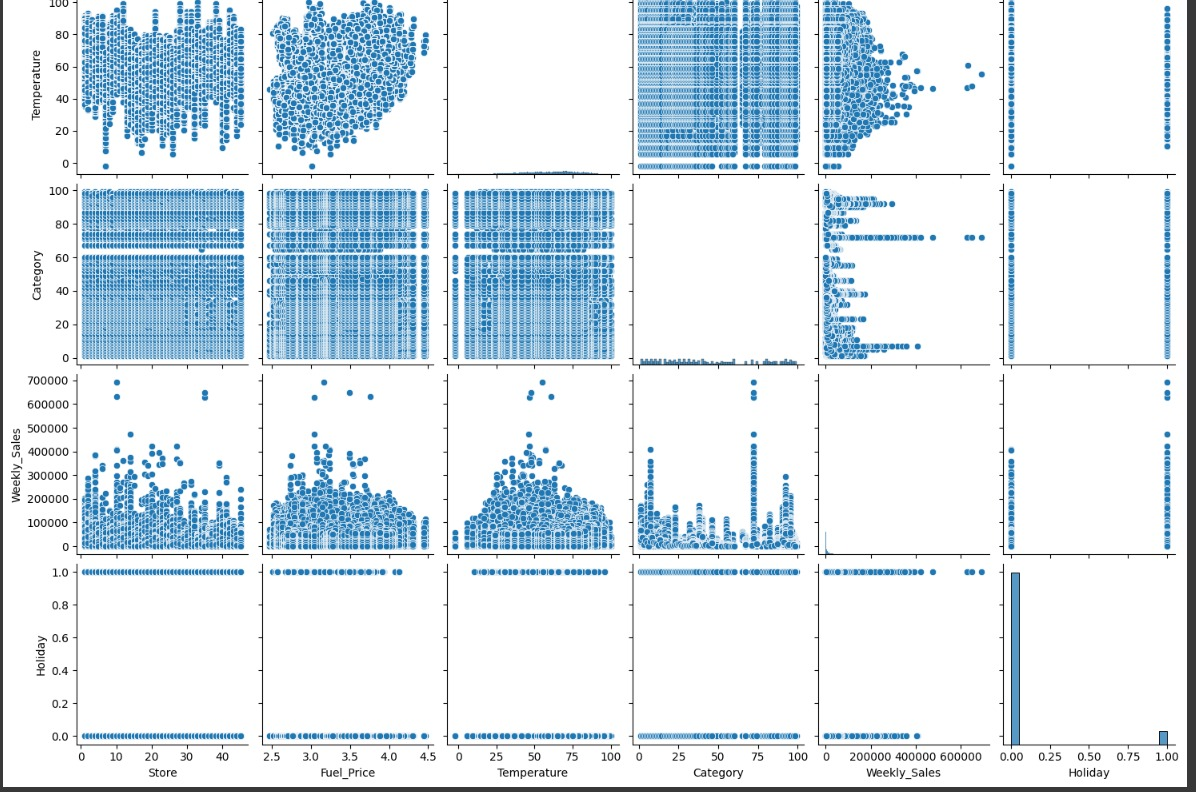 100
80
60
40
20
0
Temperature
100
80
60
40
20
0
Category
700000
600000
500000
400000
300000
200000
100000
0
Weekly_Sales
1.0
0.8
0.6
0.4
0.2
0.0
Holiday
0 10 20 30 40
Store
2.5 3.0 3.5 4.0 4.5
Fuel_Price
0 25 50 75 100
Temperature
0 25 50 75 100
Category
0 200000 400000 600000
Weekly_Sales
0.00 0.25 0.50 0.75 1.00
Holiday